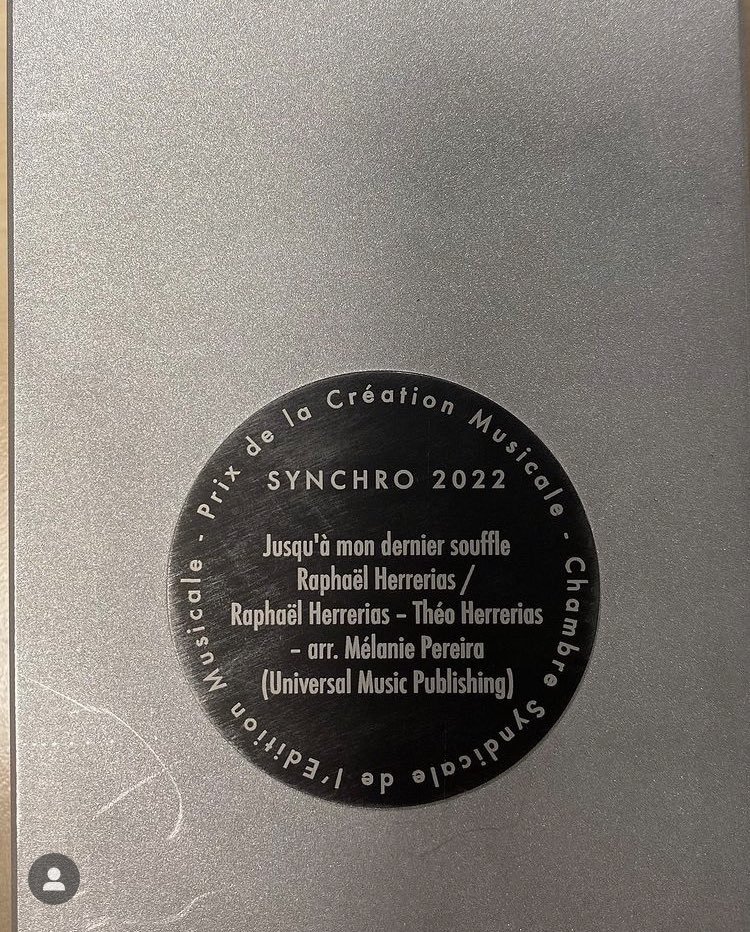 Prix de la Création Musicale - Chambre Syndicale de l'Edition Musicale -
SYNCHRO 2022
Jusqu'à mon dernier souffle
Raphaël Herrerias /
Raphaël Herrerias – Théo Herrerias
– arr. Mélanie Pereira
(Universal Music Publishing)